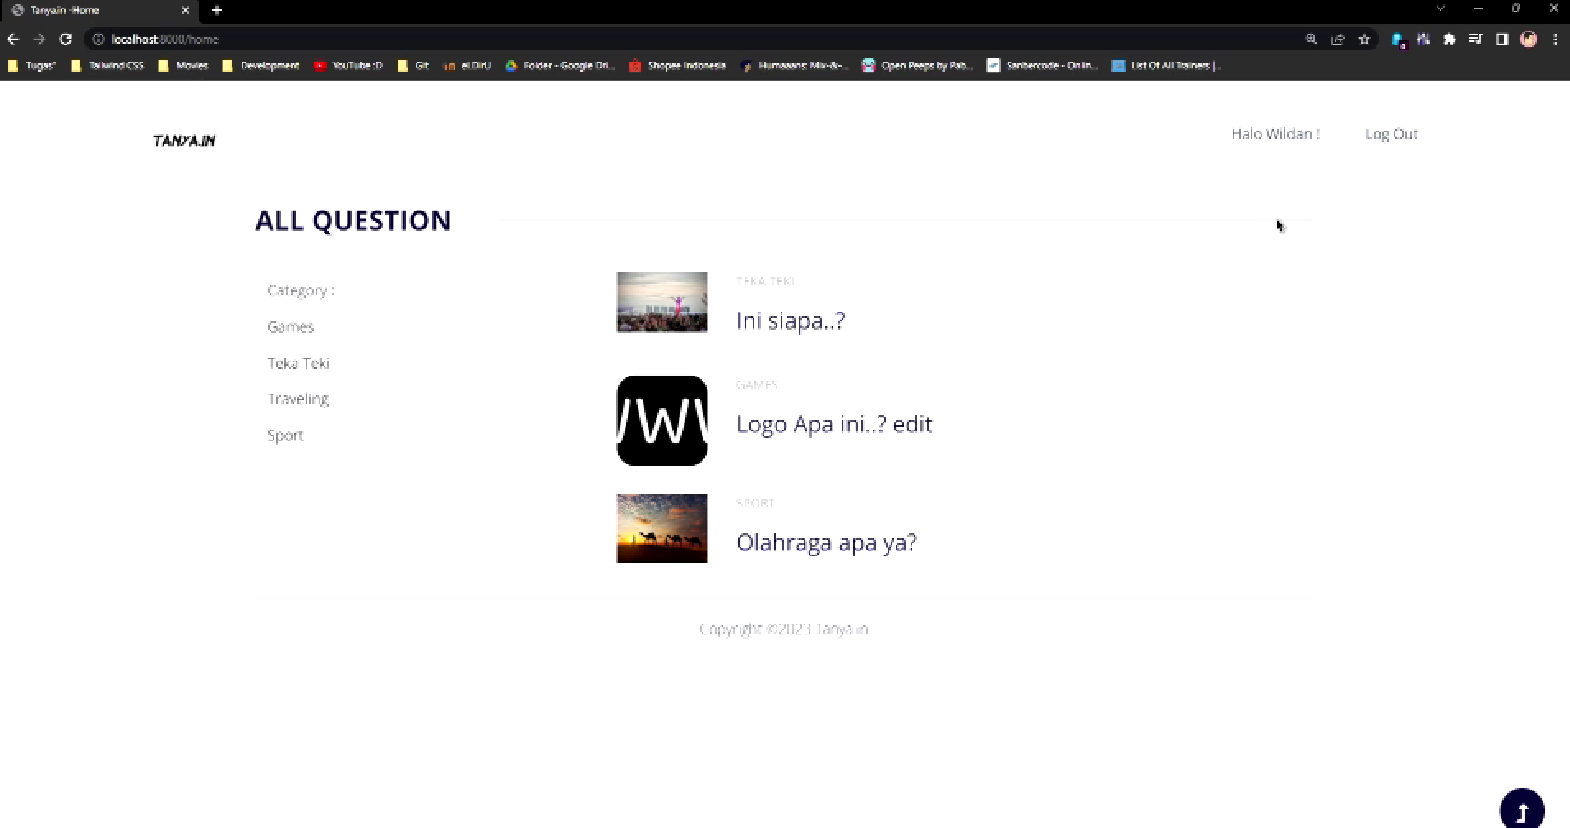 Tanya.in -Home
localhost:8000/home
Tugas"
Tailwind CSS
Movies
Development
YouTube :D
Git
Folder - Google Dri...
Shopee Indonesia
Humaaans: Mix-&-...
Open Peeps by Pab...
Sanbercode - Onlin...
List Of All Trainers |...
TANYA.IN
Halo Wildan !
Log Out
ALL QUESTION
Category :
Games
Teka Teki
Traveling
Sport
TEKA TEKI
Ini siapa..?
GAMES
Logo Apa ini..? edit
SPORT
Olahraga apa ya?
Copyright ©2023 Tanya.in